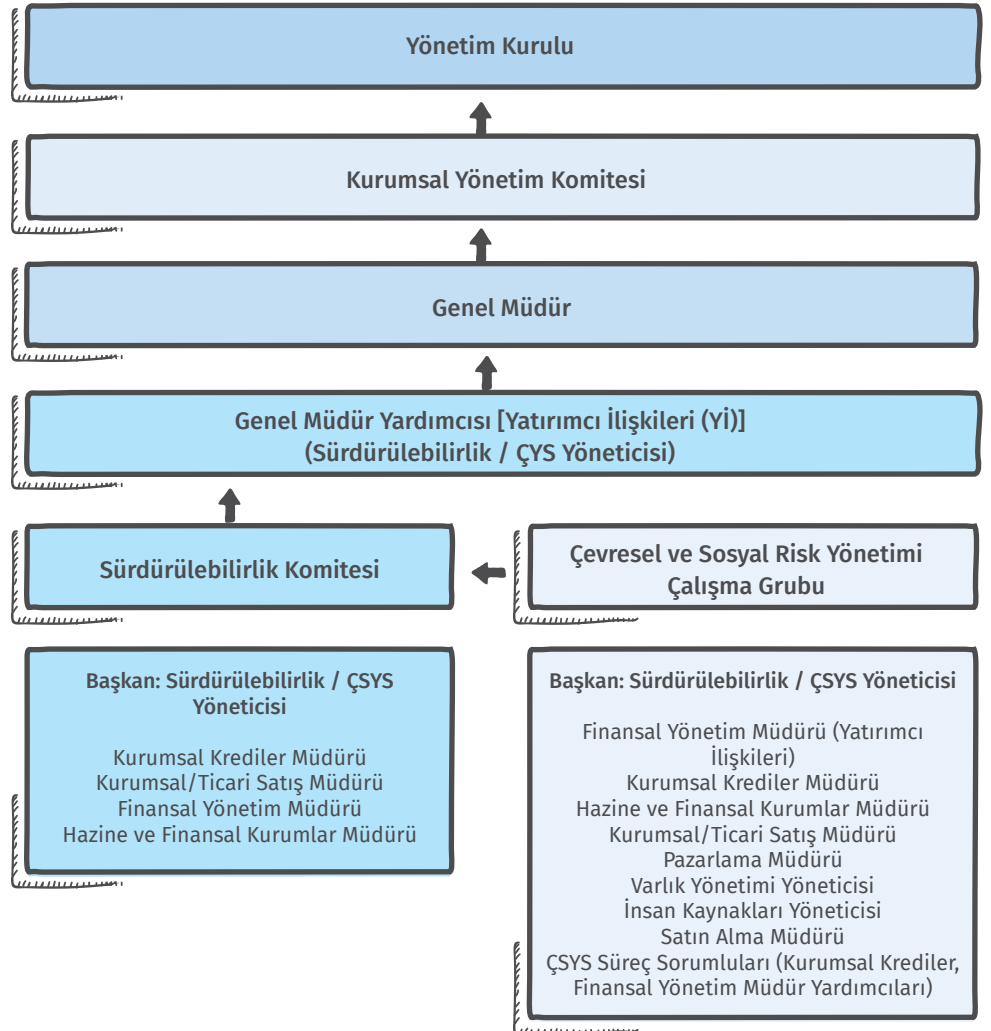 Yönetim Kurulu
Kurumsal Yönetim Komitesi
Genel Müdür
Genel Müdür Yardımcısı [Yatırımcı İlişkileri (Yİ)]
(Sürdürülebilirlik / ÇYS Yöneticisi)
Sürdürülebilirlik Komitesi
Çevresel ve Sosyal Risk Yönetimi
Çalışma Grubu
Başkan: Sürdürülebilirlik / ÇSYS
Yöneticisi
Kurumsal Krediler Müdürü
Kurumsal/Ticari Satış Müdürü
Finansal Yönetim Müdürü
Hazine ve Finansal Kurumlar Müdürü
Başkan: Sürdürülebilirlik / ÇSYS Yöneticisi
Finansal Yönetim Müdürü (Yatırımcı
İlişkileri)
Kurumsal Krediler Müdürü
Hazine ve Finansal Kurumlar Müdürü
Kurumsal/Ticari Satış Müdürü
Pazarlama Müdürü
Varlık Yönetimi Yöneticisi
İnsan Kaynakları Yöneticisi
Satın Alma Müdürü
ÇSYS Süreç Sorumluları (Kurumsal Krediler,
Finansal Yönetim Müdür Yardımcıları)